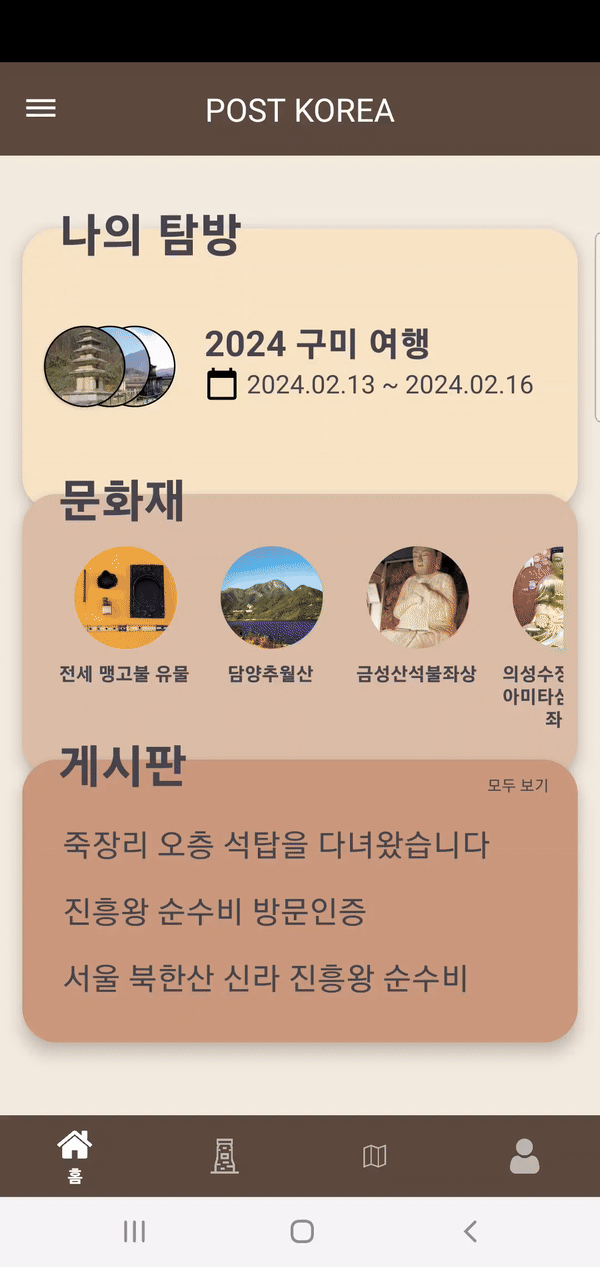 POST KOREA
나의 탐방
2024 구미 여행
2024.02.13 ~ 2024.02.16
문화재
전세 맹고불 유물
담양추월산
금성산석불좌상
의성수정
아미타삼
좌
게시판
모두 보기
죽장리 오층 석탑을 다녀왔습니다
진흥왕 순수비 방문인증
서울 북한산 신라 진흥왕 순수비
홈